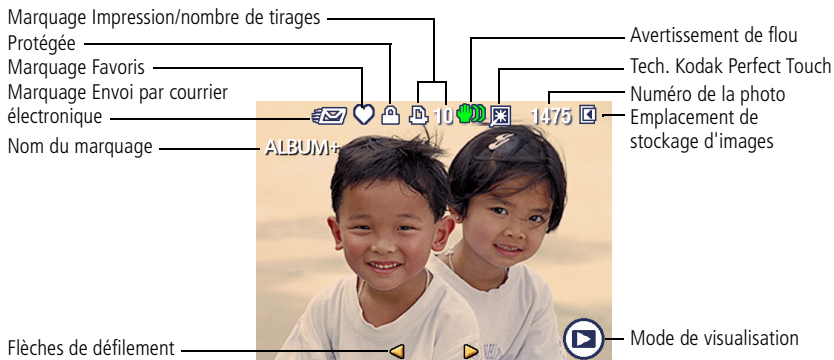 Marquage Impression/nombre de tirages
Protégée
Marquage Favoris
Marquage Envoi par courrier
électronique
Nom du marquage
Flèches de défilement
ALBUM+
10
1475
Avertissement de flou
Tech. Kodak Perfect Touch
Numéro de la photo
Emplacement de
stockage d'images
Mode de visualisation